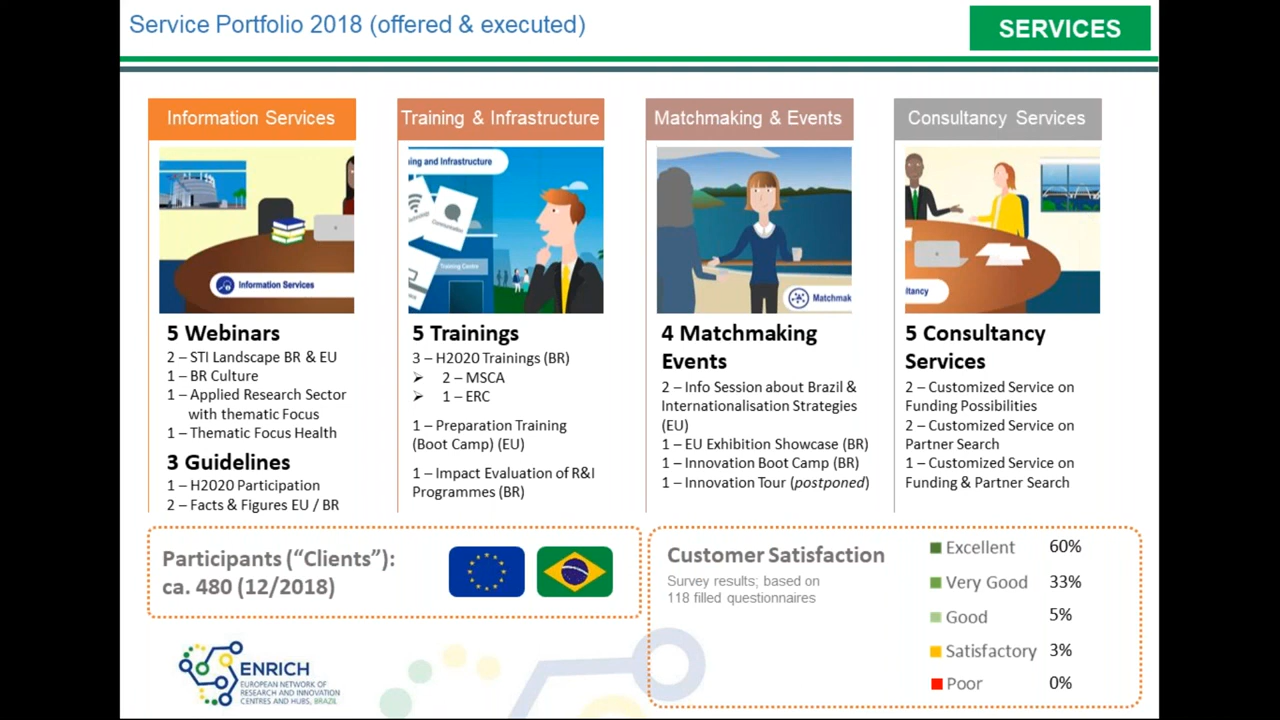 Service Portfolio 2018 (offered & executed)
SERVICES
Information Services
Training & Infrastructure
Matchmaking & Events
Consultancy Services
Information Services
ing and Infrastructure
Communication
Training Centre
Matchmak
ltancy
5 Webinars
2 – STI Landscape BR & EU
1 – BR Culture
1 – Applied Research Sector
with thematic Focus
1 – Thematic Focus Health
3 Guidelines
1 – H2020 Participation
2 – Facts & Figures EU / BR
5 Trainings
3 – H2020 Trainings (BR)
➢ 2 – MSCA
➢ 1 – ERC
1 – Preparation Training
(Boot Camp) (EU)
1 – Impact Evaluation of R&I
Programmes (BR)
4 Matchmaking
Events
2 – Info Session about Brazil &
Internationalisation Strategies
(EU)
1 – EU Exhibition Showcase (BR)
1 – Innovation Boot Camp (BR)
1 – Innovation Tour (postponed)
5 Consultancy
Services
2 – Customized Service on
Funding Possibilities
2 – Customized Service on
Partner Search
1 – Customized Service on
Funding & Partner Search
Participants (“Clients”):
ca. 480 (12/2018)
Customer Satisfaction
Survey results; based on
118 filled questionnaires
Excellent 60%
Very Good 33%
Good 5%
Satisfactory 3%
Poor 0%
ENRICH
EUROPEAN NETWORK OF
RESEARCH AND INNOVATION
CENTRES AND HUBS, BRAZIL